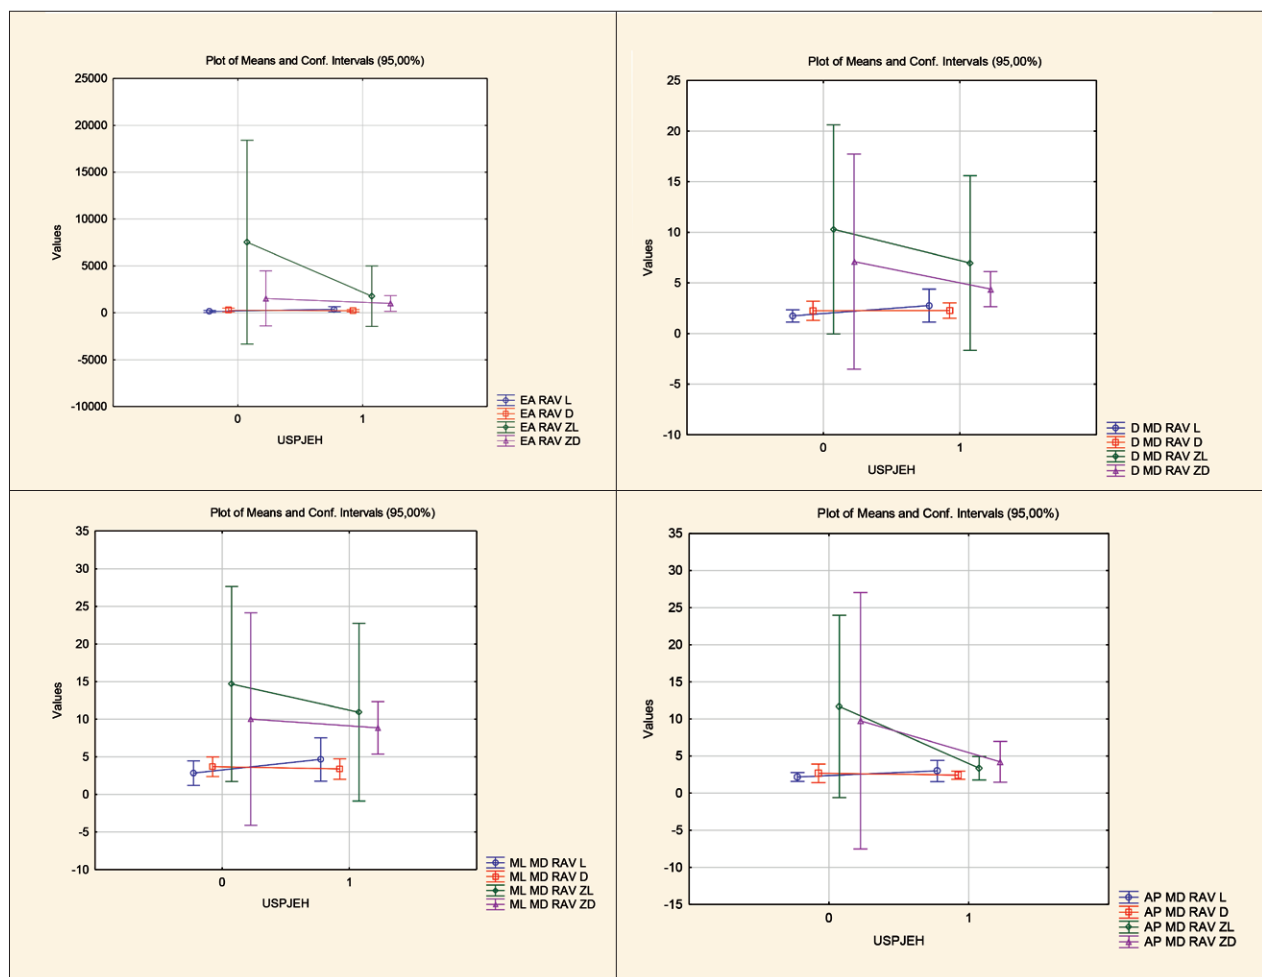 Plot of Means and Conf. Intervals (95,00%)
25000
20000
15000
10000
5000
0
-5000
-10000
Values
0 1
USPJEH
EA RAV L
EA RAV D
EA RAV ZL
EA RAV ZD
Plot of Means and Conf. Intervals (95,00%)
25
20
15
10
5
0
-5
-10
Values
0 1
USPJEH
D MD RAV L
D MD RAV D
D MD RAV ZL
D MD RAV ZD
Plot of Means and Conf. Intervals (95,00%)
35
30
25
20
15
10
5
0
-5
-10
Values
0 1
USPJEH
ML MD RAV L
ML MD RAV D
ML MD RAV ZL
ML MD RAV ZD
Plot of Means and Conf. Intervals (95,00%)
35
30
25
20
15
10
5
0
-5
-10
-15
Values
0 1
USPJEH
AP MD RAV L
AP MD RAV D
AP MD RAV ZL
AP MD RAV ZD